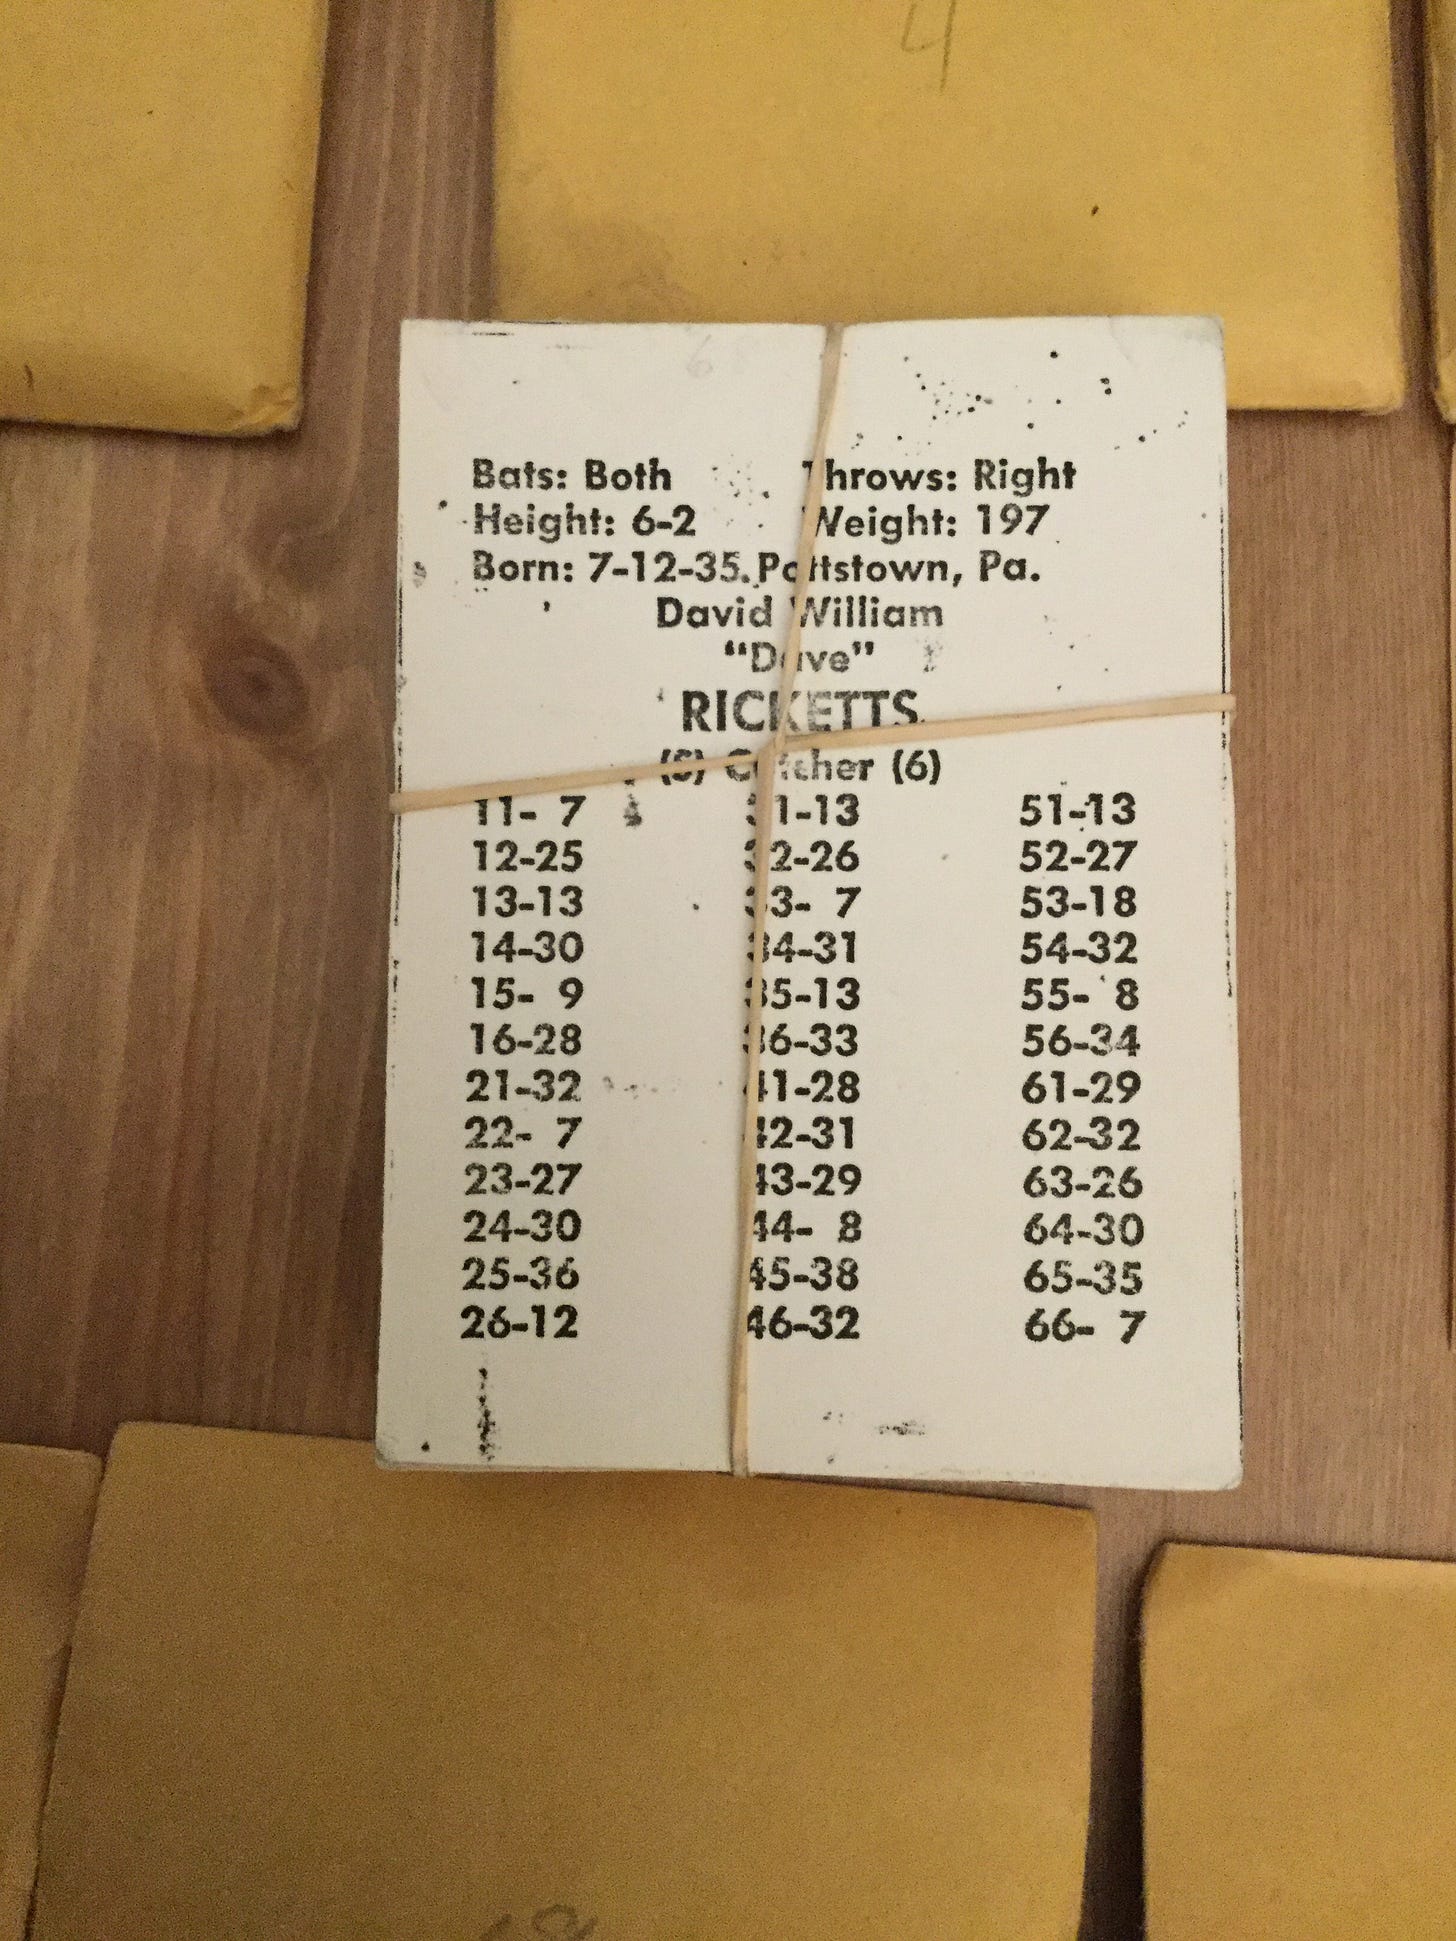 4
Bats: Both Throws: Right
Height: 6-2 Weight: 197
Born: 7-12-35. Pottstown, Pa.
David William
“Dave”
RICKETTS
(S) Catcher (6)
11- 7 31-13 51-13
12-25 32-26 52-27
13-13 33- 7 53-18
14-30 34-31 54-32
15- 9 35-13 55- 8
16-28 36-33 56-34
21-32 41-28 61-29
22- 7 42-31 62-32
23-27 43-29 63-26
24-30 44- 8 64-30
25-36 45-38 65-35
26-12 46-32 66- 7